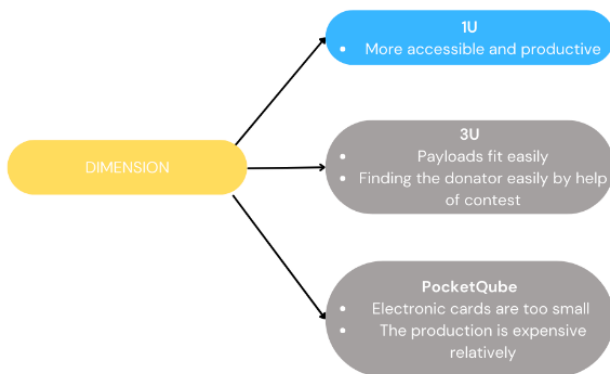 1U
• More accessible and productive
DIMENSION
3U
• Payloads fit easily
• Finding the donator easily by help
of contest
PocketQube
• Electronic cards are too small
• The production is expensive
relatively